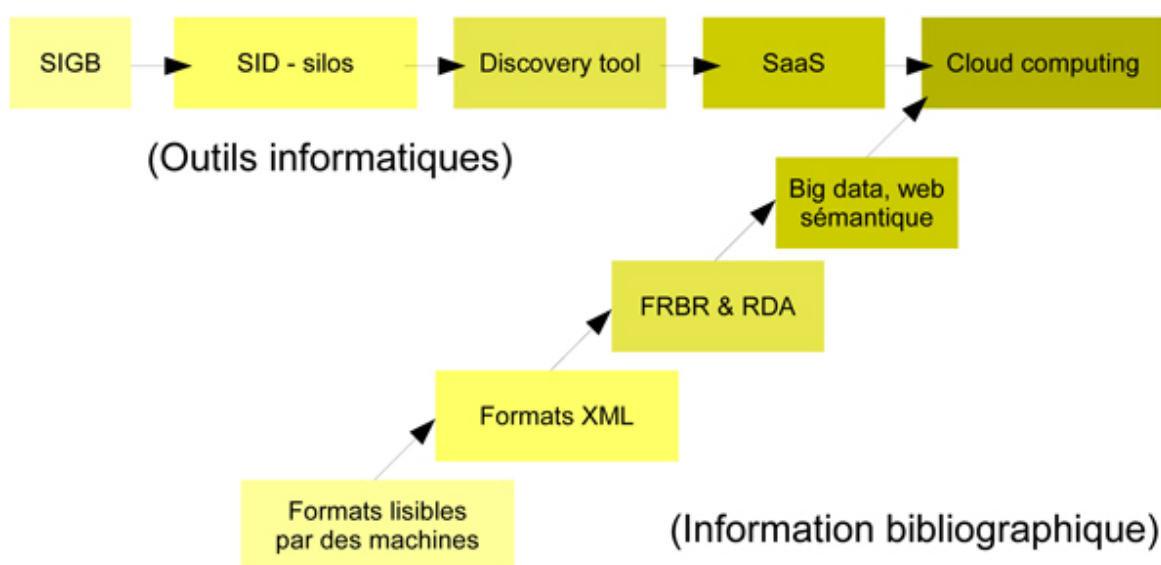 SIGB
SID - silos
Discovery tool
SaaS
Cloud computing
(Outils informatiques)
Big data, web
sémantique
FRBR & RDA
Formats XML
Formats lisibles
par des machines
(Information bibliographique)